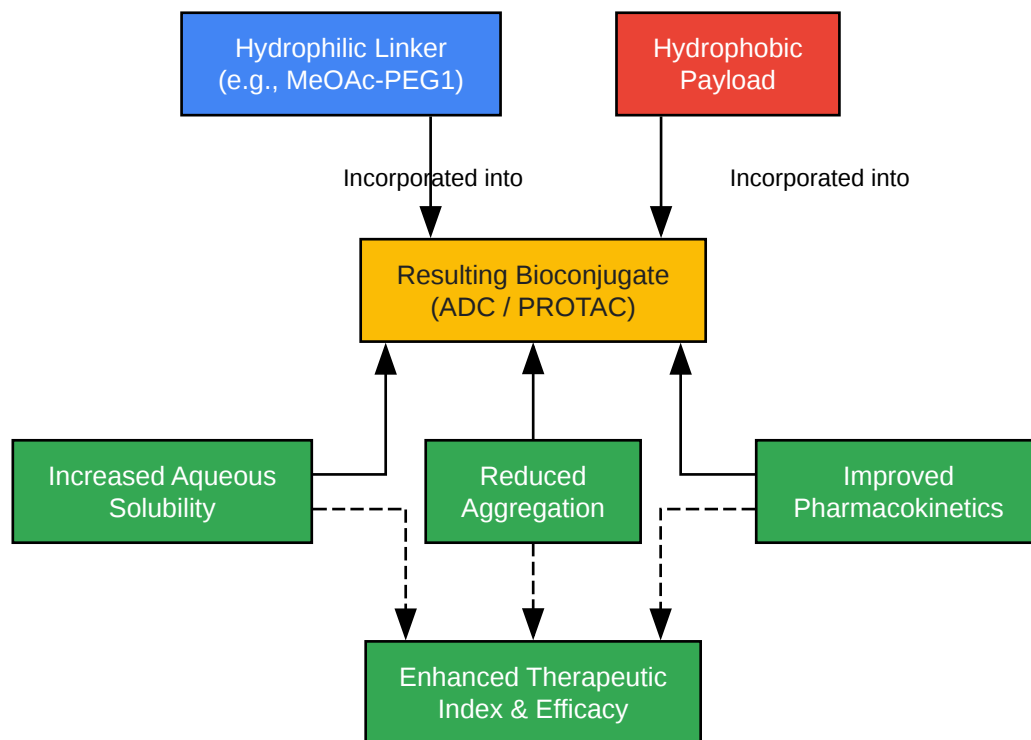 Hydrophilic Linker
(e.g., MeOAc-PEG1)
Hydrophobic
Payload
Incorporated into
Incorporated into
Resulting Bioconjugate
(ADC / PROTAC)
Increased Aqueous
Solubility
Reduced
Aggregation
Improved
Pharmacokinetics
Enhanced Therapeutic
Index & Efficacy